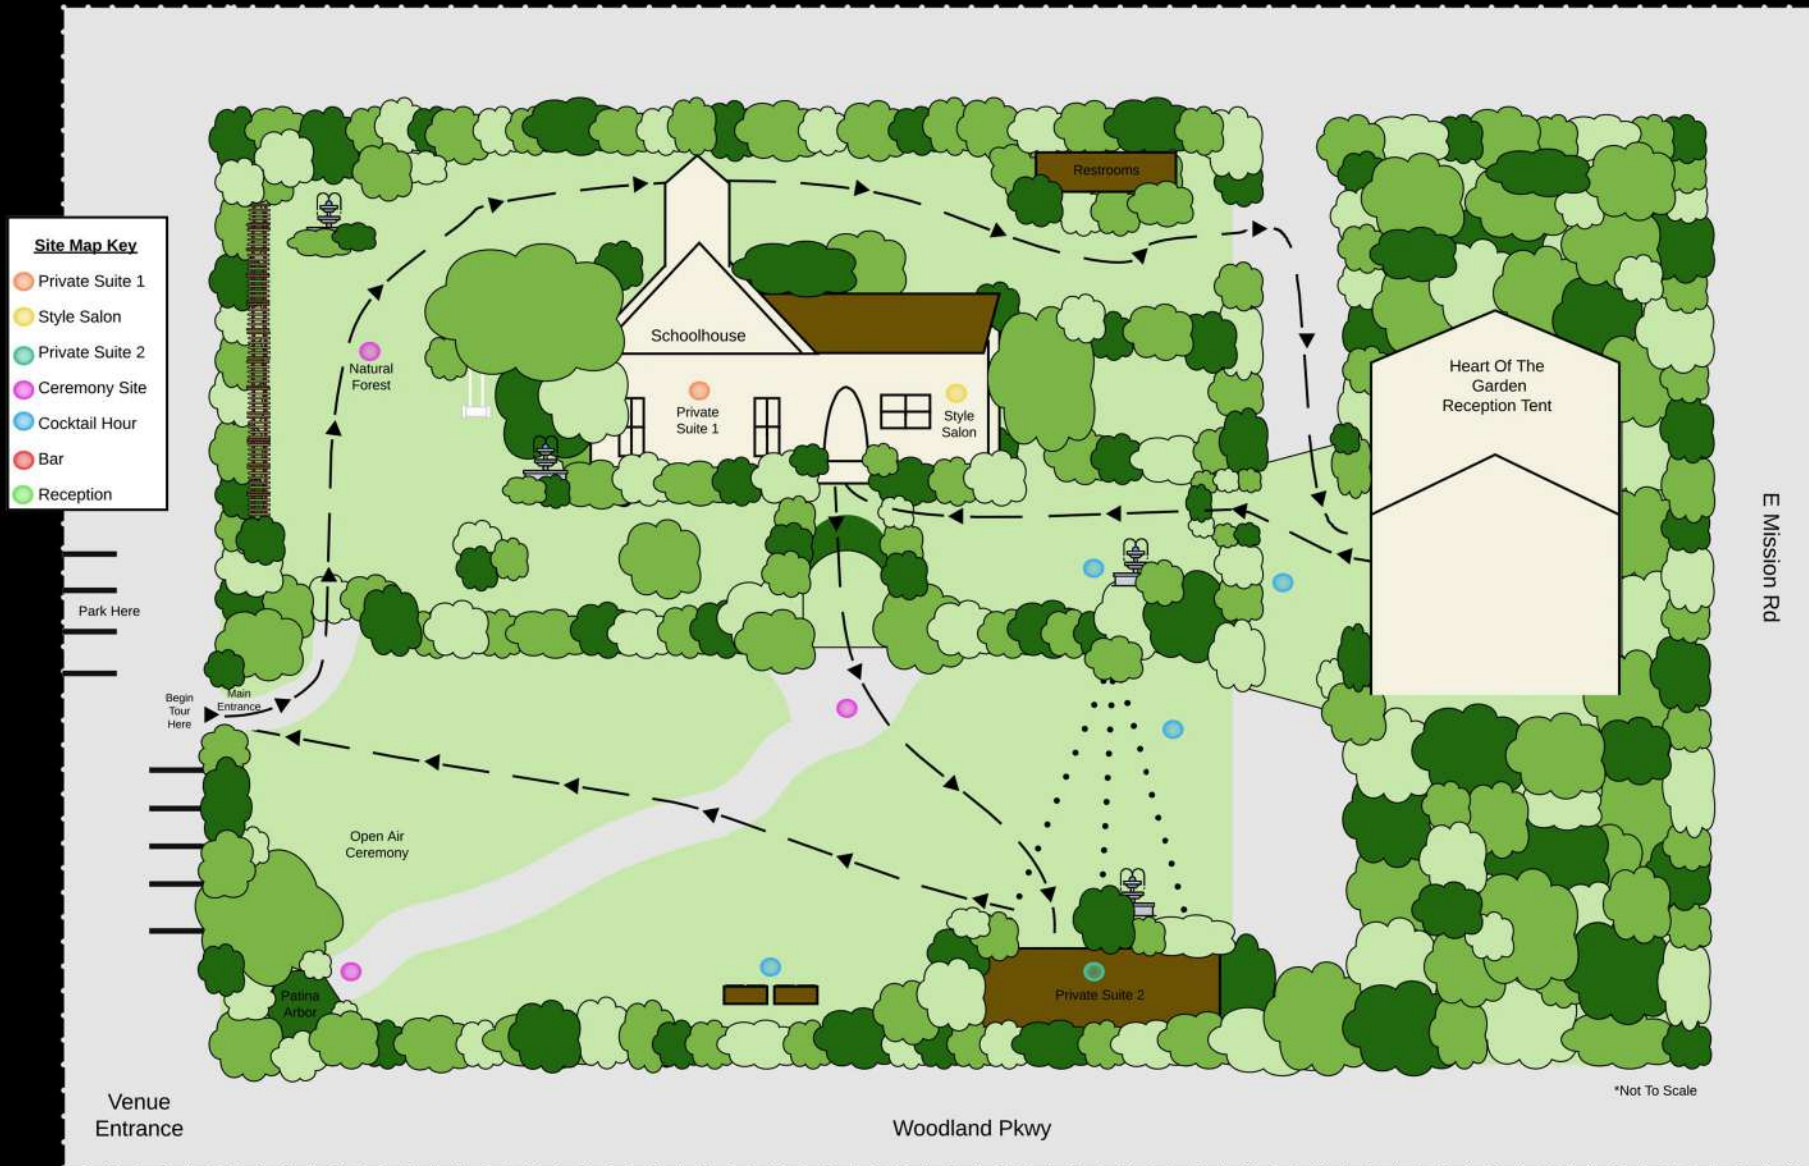 Restrooms
Site Map Key
Private Suite 1
Style Salon
Private Suite 2
Ceremony Site
Cocktail Hour
Bar
Reception
Schoolhouse
Natural
Forest
Private
Suite 1
Style
Salon
Heart Of The
Garden
Reception Tent
E Mission Rd
Park Here
Begin
Tour
Here
Main
Entrance
Open Air
Ceremony
Patina
Arbor
Private Suite 2
*Not To Scale
Venue
Entrance
Woodland Pkwy